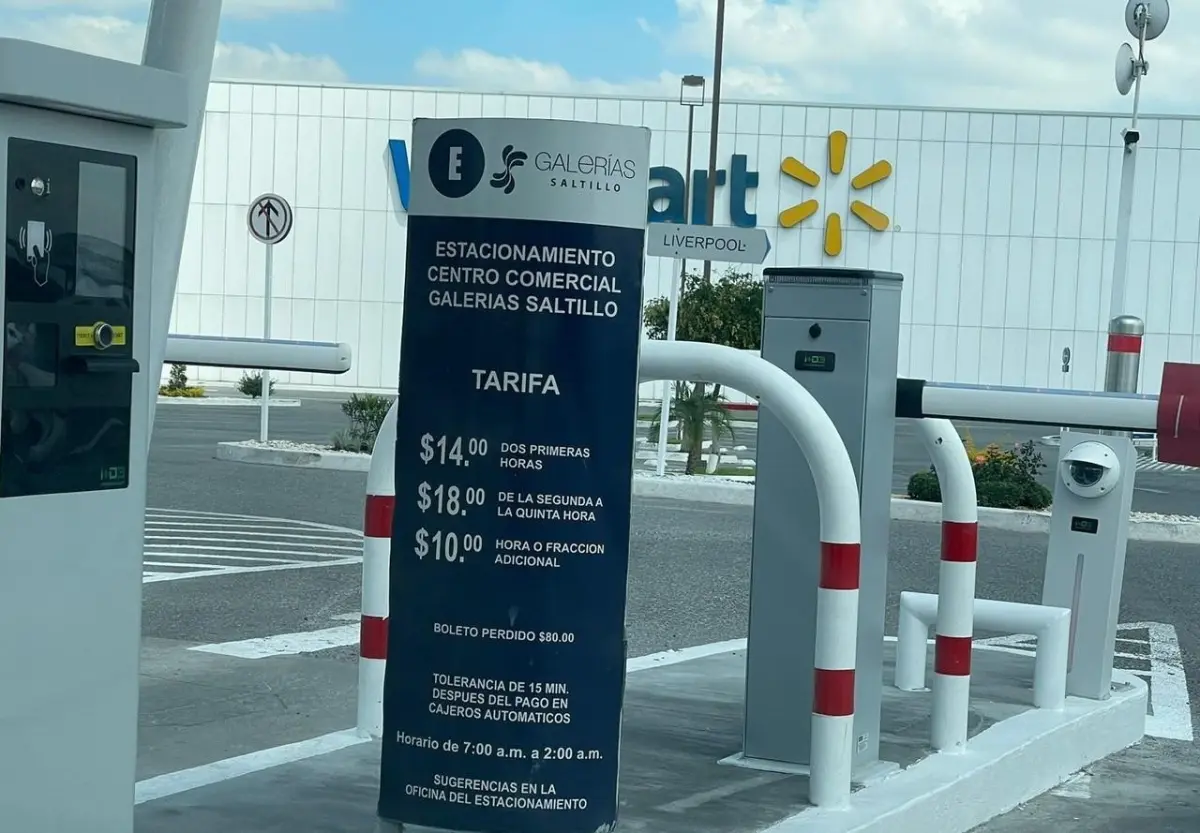 E GALERÍAS
SALTILLO
art
LIVERPOOL
ESTACIONAMIENTO
CENTRO COMERCIAL
GALERIAS SALTILLO
TARIFA
$14.00 DOS PRIMERAS
HORAS
$18.00 DE LA SEGUNDA A
LA QUINTA HORA
$10.00 HORA O FRACCION
ADICIONAL
BOLETO PERDIDO $80.00
TOLERANCIA DE 15 MIN.
DESPUES DEL PAGO EN
CAJEROS AUTOMATICOS
Horario de 7:00 a.m. a 2:00 a.m.
SUGERENCIAS EN LA
OFICINA DEL ESTACIONAMIENTO